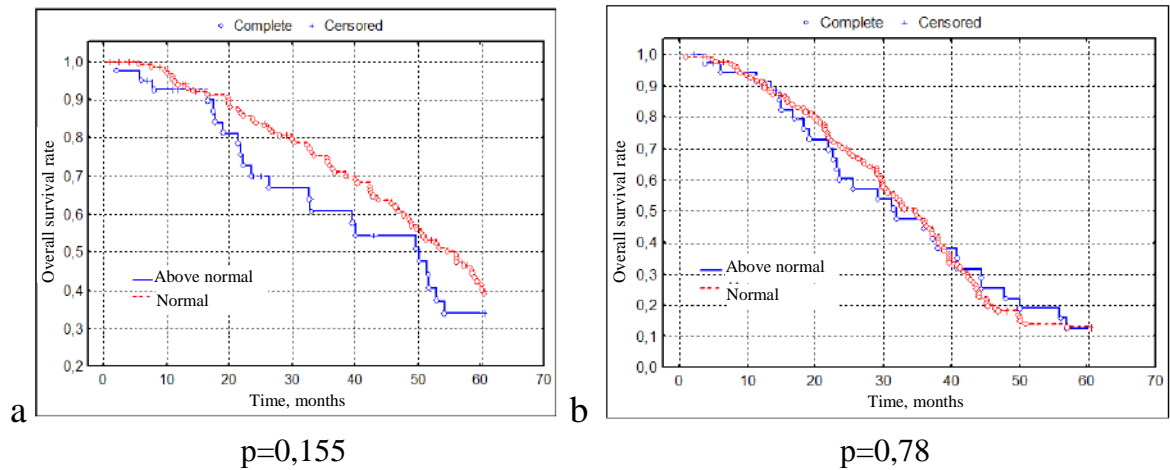 Complete Censored
Overall survival rate
1,0
0,9
0,8
0,7
0,6
0,5
0,4
0,3
0,2
Above normal
Normal
0 10 20 30 40 50 60 70
Time, months
a
p=0,155
Complete Censored
Overall survival rate
1,0
0,9
0,8
0,7
0,6
0,5
0,4
0,3
0,2
0,1
0,0
Above normal
Normal
0 10 20 30 40 50 60 70
Time, months
b
p=0,78